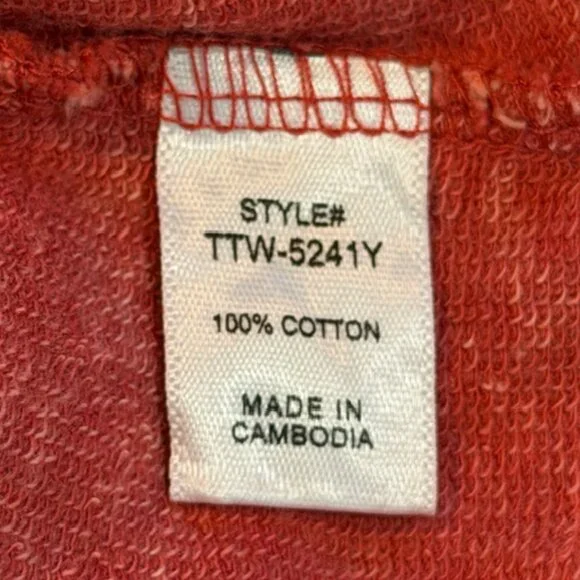 STYLE#
TTW-5241Y
100% COTTON
MADE IN
CAMBODIA